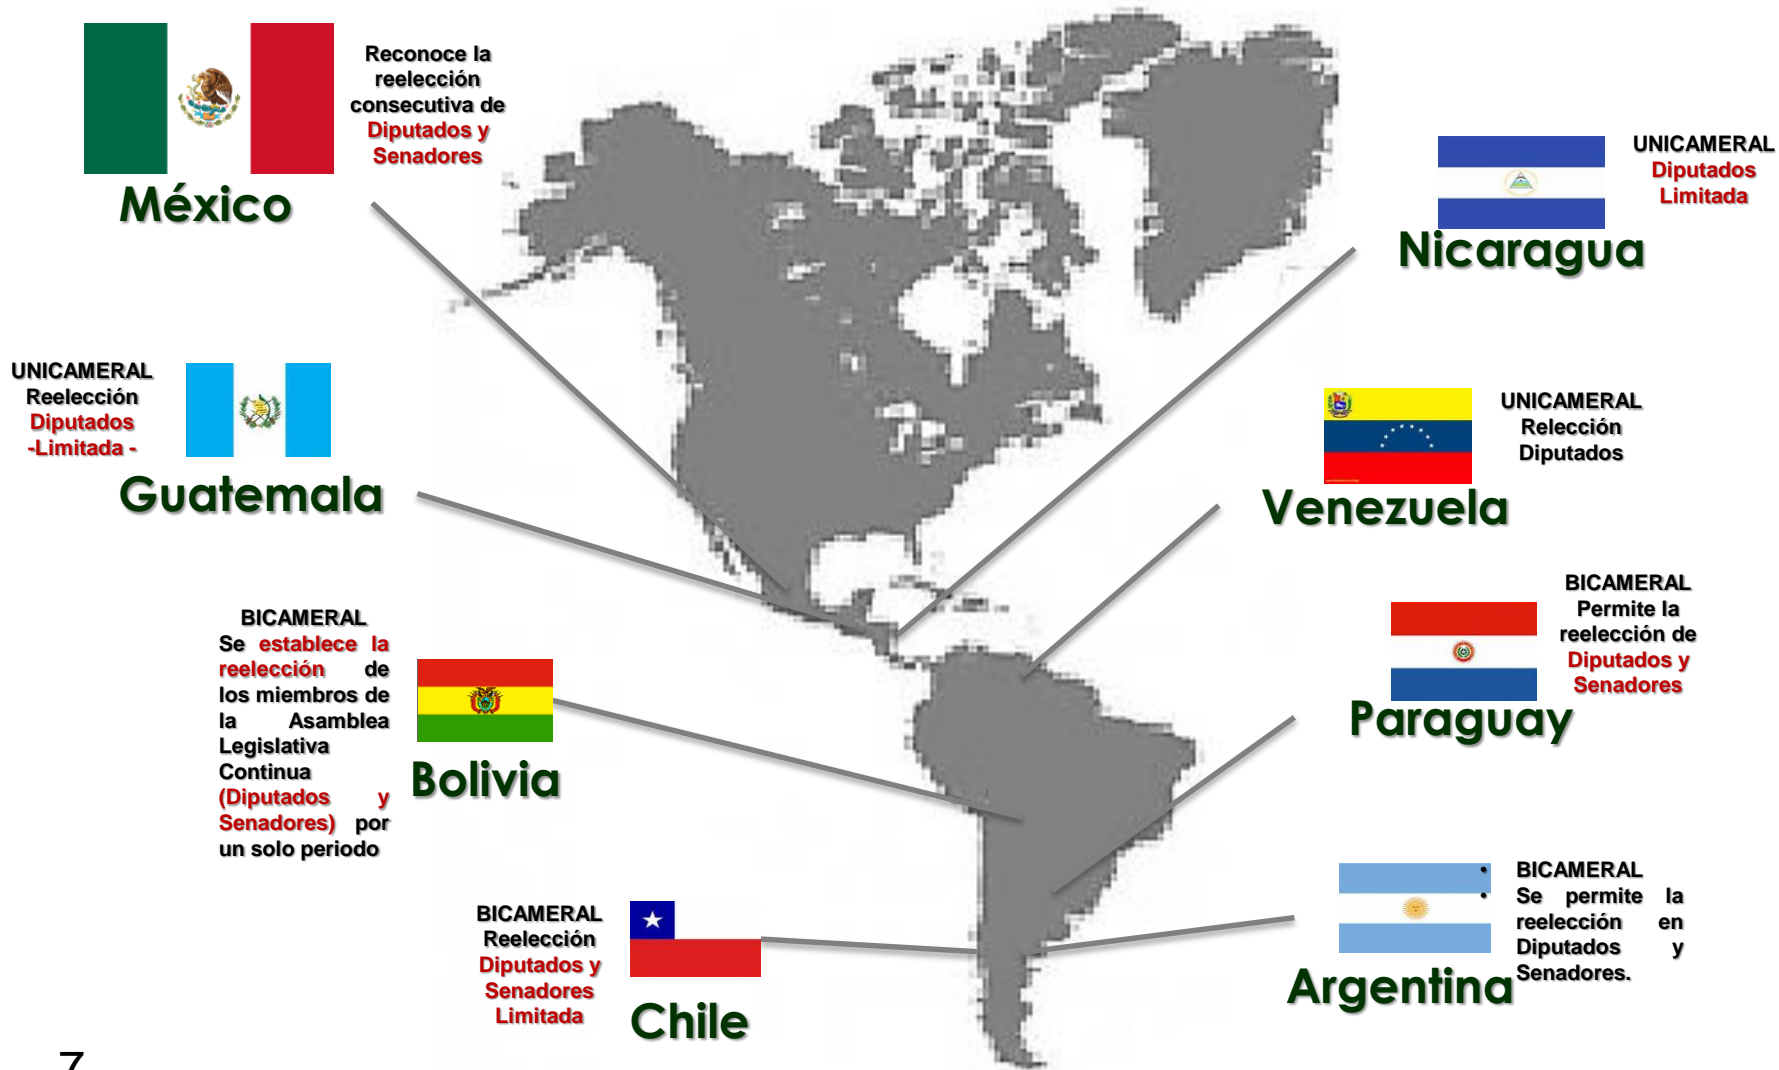 Reconoce la
reelección
consecutiva de
Diputados y
Senadores
México
UNICAMERAL
Diputados
Limitada
Nicaragua
UNICAMERAL
Reelección
Diputados
-Limitada -
Guatemala
UNICAMERAL
Relección
Diputados
Venezuela
BICAMERAL
Se establece la
reelección de
los miembros de
la Asamblea
Legislativa
Continua
(Diputados y
Senadores) por
un solo periodo
Bolivia
BICAMERAL
Permite la
reelección de
Diputados y
Senadores
Paraguay
BICAMERAL
Reelección
Diputados y
Senadores
Limitada
Chile
• BICAMERAL
• Se permite la
reelección en
Diputados y
Senadores.
Argentina
7